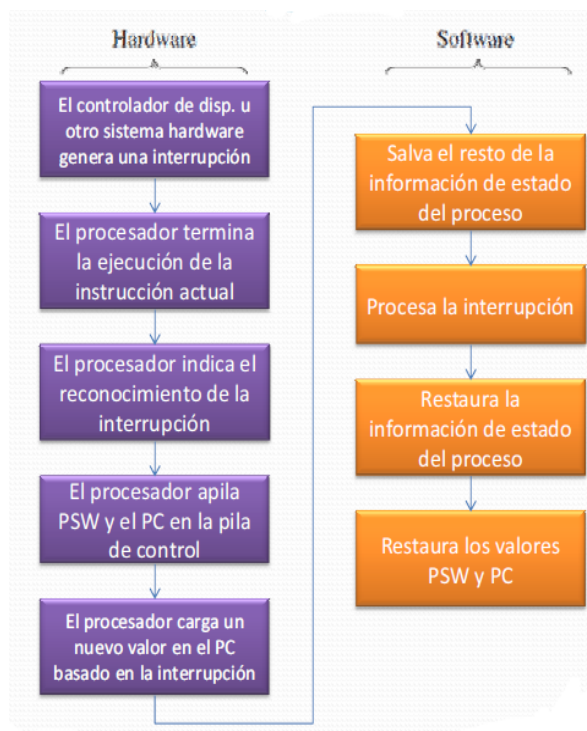 Hardware
El controlador de disp. u
otro sistema hardware
genera una interrupción
El procesador termina
la ejecución de la
instrucción actual
El procesador indica el
reconocimiento de la
interrupción
El procesador apila
PSW y el PC en la pila
de control
El procesador carga un
nuevo valor en el PC
basado en la interrupción
Software
Salva el resto de la
información de estado
del proceso
Procesa la interrupción
Restaura la
información de estado
del proceso
Restaura los valores
PSW y PC